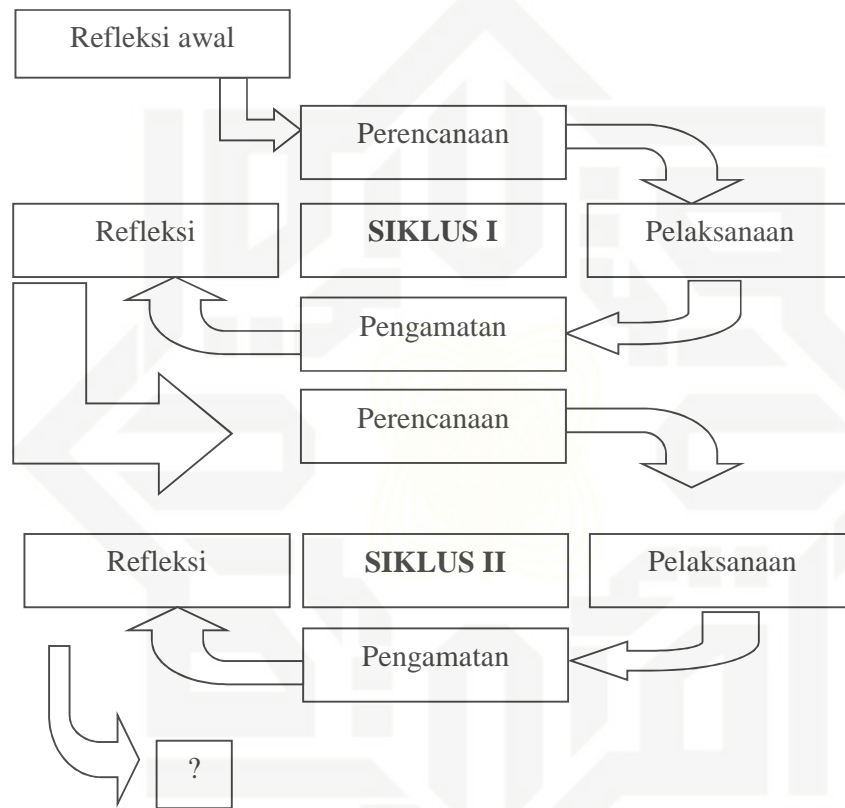 Refleksi awal
Perencanaan
Refleksi
SIKLUS I
Pelaksanaan
Pengamatan
Perencanaan
Refleksi
SIKLUS II
Pelaksanaan
Pengamatan
?